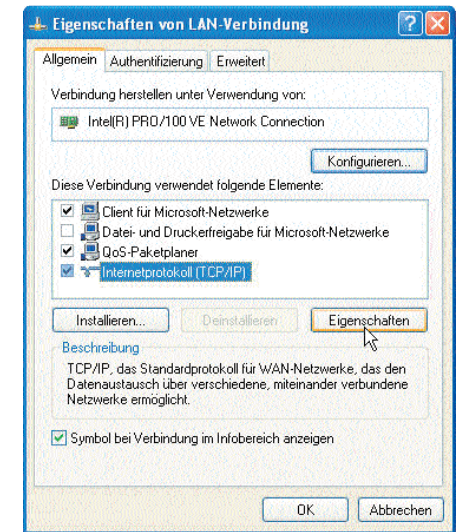 Eigenschaften von LAN-Verbindung
Allgemein Authentifizierung Erweitert
Verbindung herstellen unter Verwendung von:
Intel(R) PRO/100 VE Network Connection
Konfigurieren...
Diese Verbindung verwendet folgende Elemente:
Client für Microsoft-Netzwerke
Datei- und Druckerfreigabe für Microsoft-Netzwerke
QoS-Paketplaner
Internetprotokoll (TCP/IP)
Installieren... Deinstallieren Eigenschaften
Beschreibung
TCP/IP, das Standardprotokoll für WAN-Netzwerke, das den
Datenaustausch über verschiedene, miteinander verbundene
Netzwerke ermöglicht.
Symbol bei Verbindung im Infobereich anzeigen
OK Abbrechen